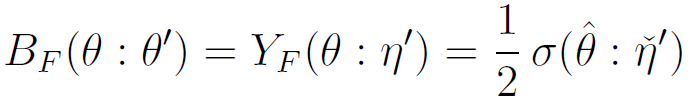 B_F(θ : θ′) = Y_F(θ : η′) = \frac{1}{2} σ(\hat{θ} : \check{η}′)